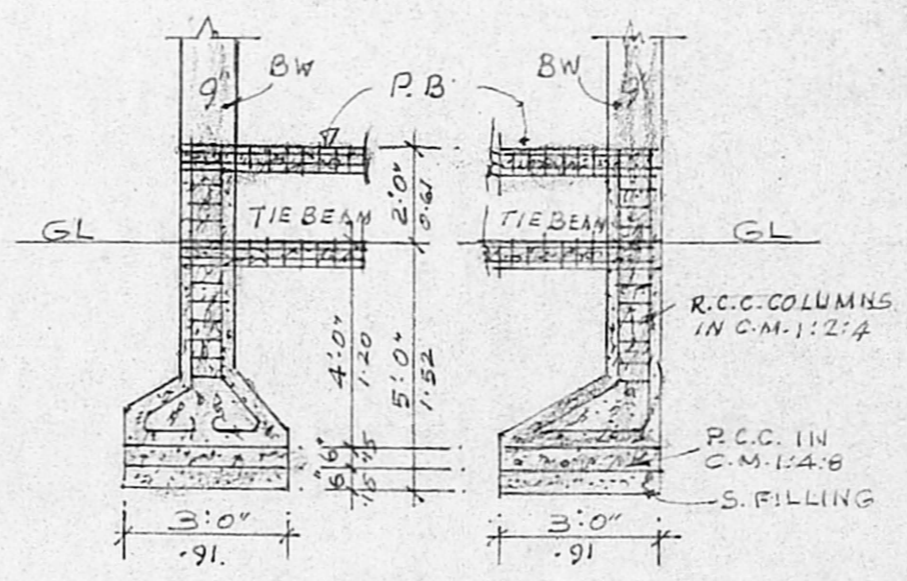 9"
BW
P.B.
BW
9"
2'0"
0.61
TIE BEAM
TIE BEAM
GL
GL
R.C.C. COLUMNS
IN C.M. 1:2:4
4'0"
1.20
5'0"
1.52
P.C.C. IN
C.M. 1:4:8
6"
.15
6"
.15
S. FILLING
3'0"
.91.
3'0"
.91